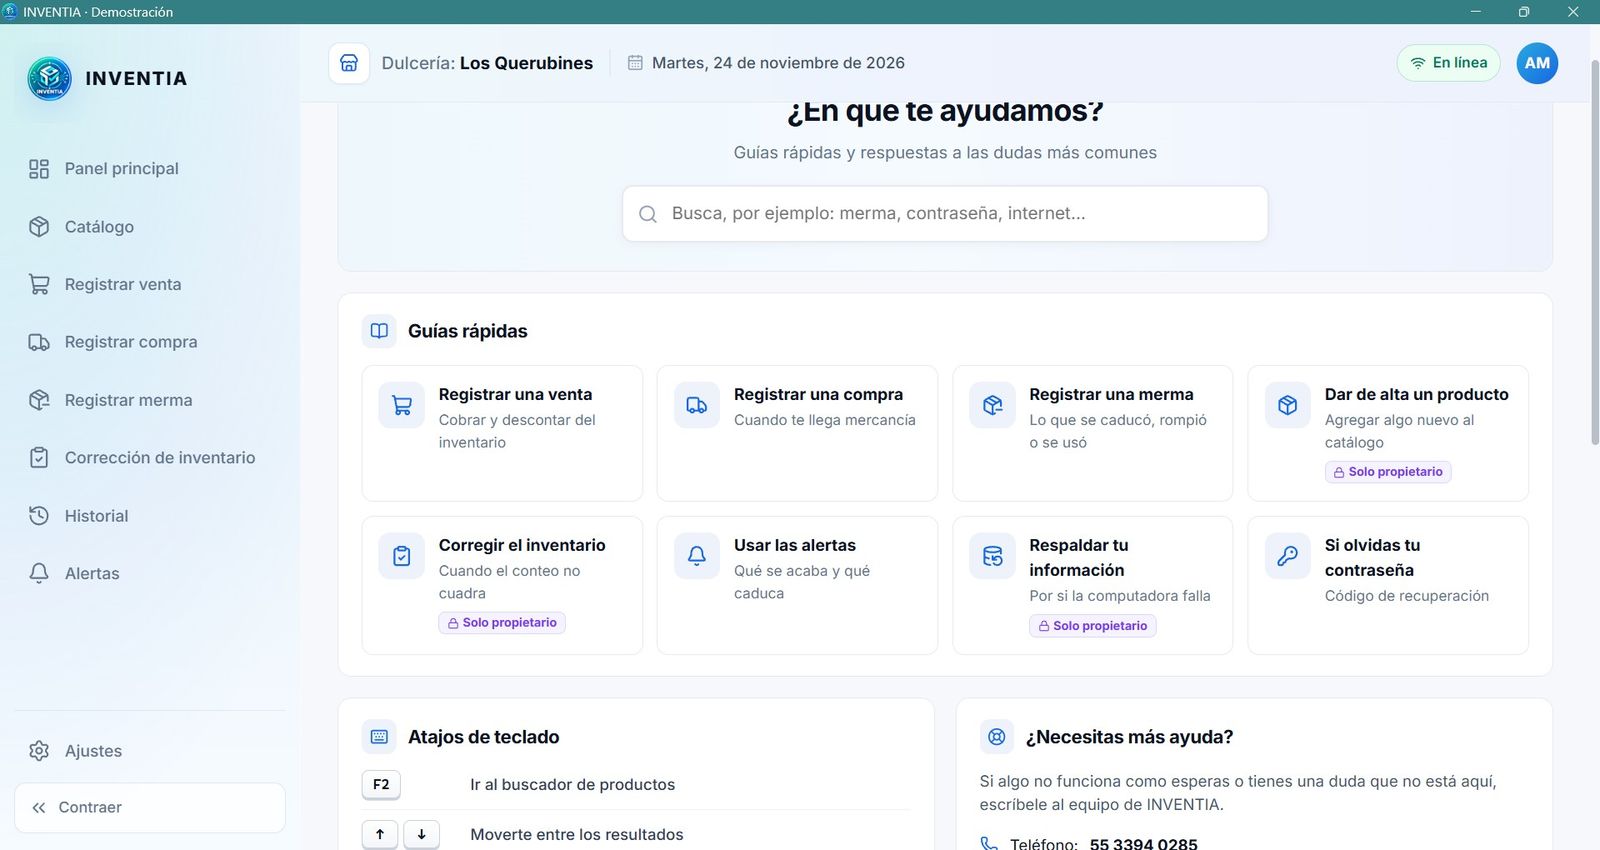 INVENTIA · Demostración
INVENTIA
INVENTIA
Dulcería: Los Querubines
Martes, 24 de noviembre de 2026
En línea
AM
Panel principal
Catálogo
Registrar venta
Registrar compra
Registrar merma
Corrección de inventario
Historial
Alertas
Ajustes
Contraer
¿En que te ayudamos?
Guías rápidas y respuestas a las dudas más comunes
Busca, por ejemplo: merma, contraseña, internet...
Guías rápidas
Registrar una venta
Cobrar y descontar del
inventario
Registrar una compra
Cuando te llega mercancía
Registrar una merma
Lo que se caducó, rompió
o se usó
Dar de alta un producto
Agregar algo nuevo al
catálogo
Solo propietario
Corregir el inventario
Cuando el conteo no
cuadra
Solo propietario
Usar las alertas
Qué se acaba y qué
caduca
Respaldar tu
información
Por si la computadora falla
Solo propietario
Si olvidas tu
contraseña
Código de recuperación
Atajos de teclado
F2 Ir al buscador de productos
↑ ↓ Moverte entre los resultados
¿Necesitas más ayuda?
Si algo no funciona como esperas o tienes una duda que no está aquí,
escríbele al equipo de INVENTIA.
Teléfono: 55 3394 0285